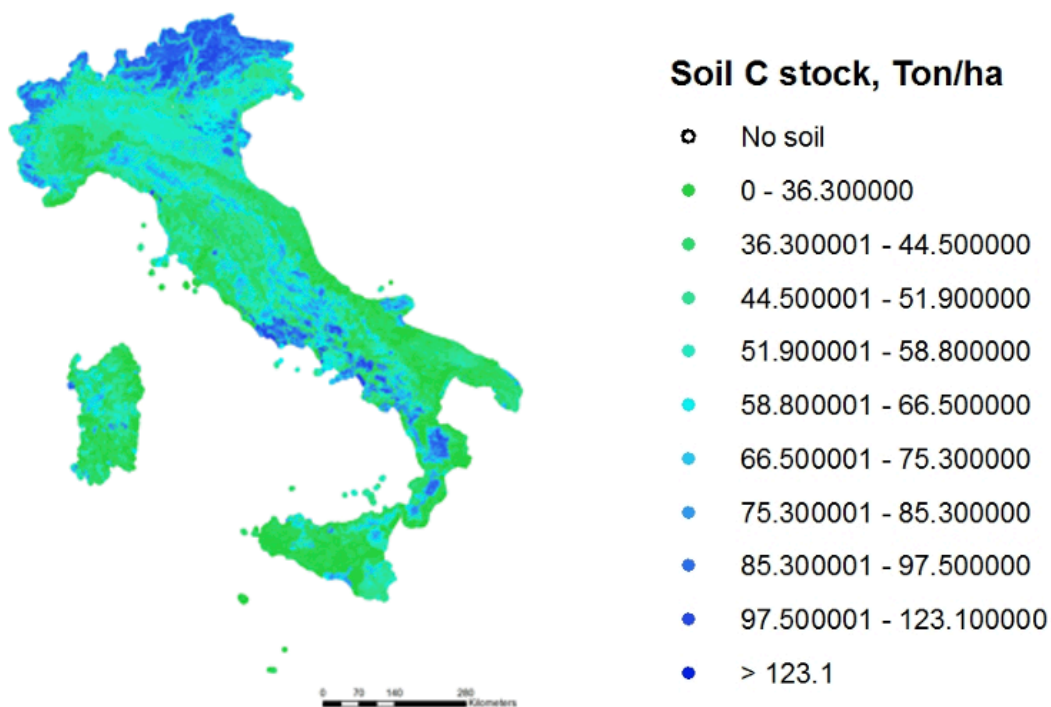 Soil C stock, Ton/ha
No soil
0 - 36.300000
36.300001 - 44.500000
44.500001 - 51.900000
51.900001 - 58.800000
58.800001 - 66.500000
66.500001 - 75.300000
75.300001 - 85.300000
85.300001 - 97.500000
97.500001 - 123.100000
> 123.1
0 70 140 280
Kilometers